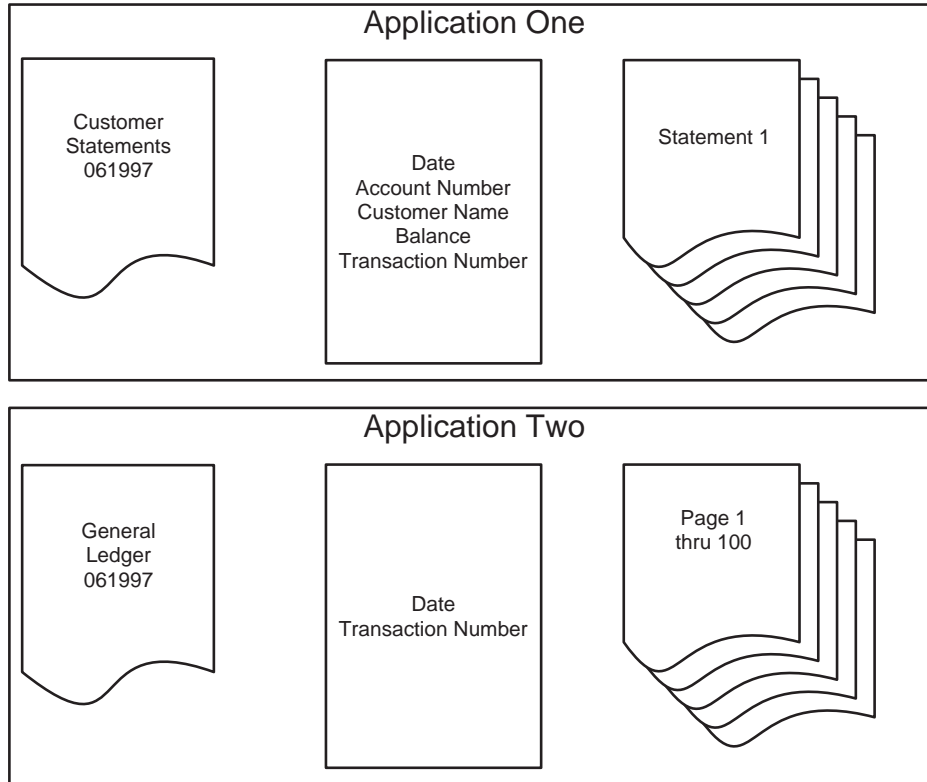 Application One
Customer
Statements
061997
Date
Account Number
Customer Name
Balance
Transaction Number
Statement 1
Application Two
General
Ledger
061997
Date
Transaction Number
Page 1
thru 100